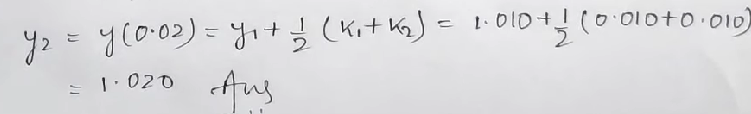 y₂ = y(0.02) = y₁ + 1/2 (K₁ + K₂) = 1.010 + 1/2 (0.010 + 0.010)
= 1.020 Ans